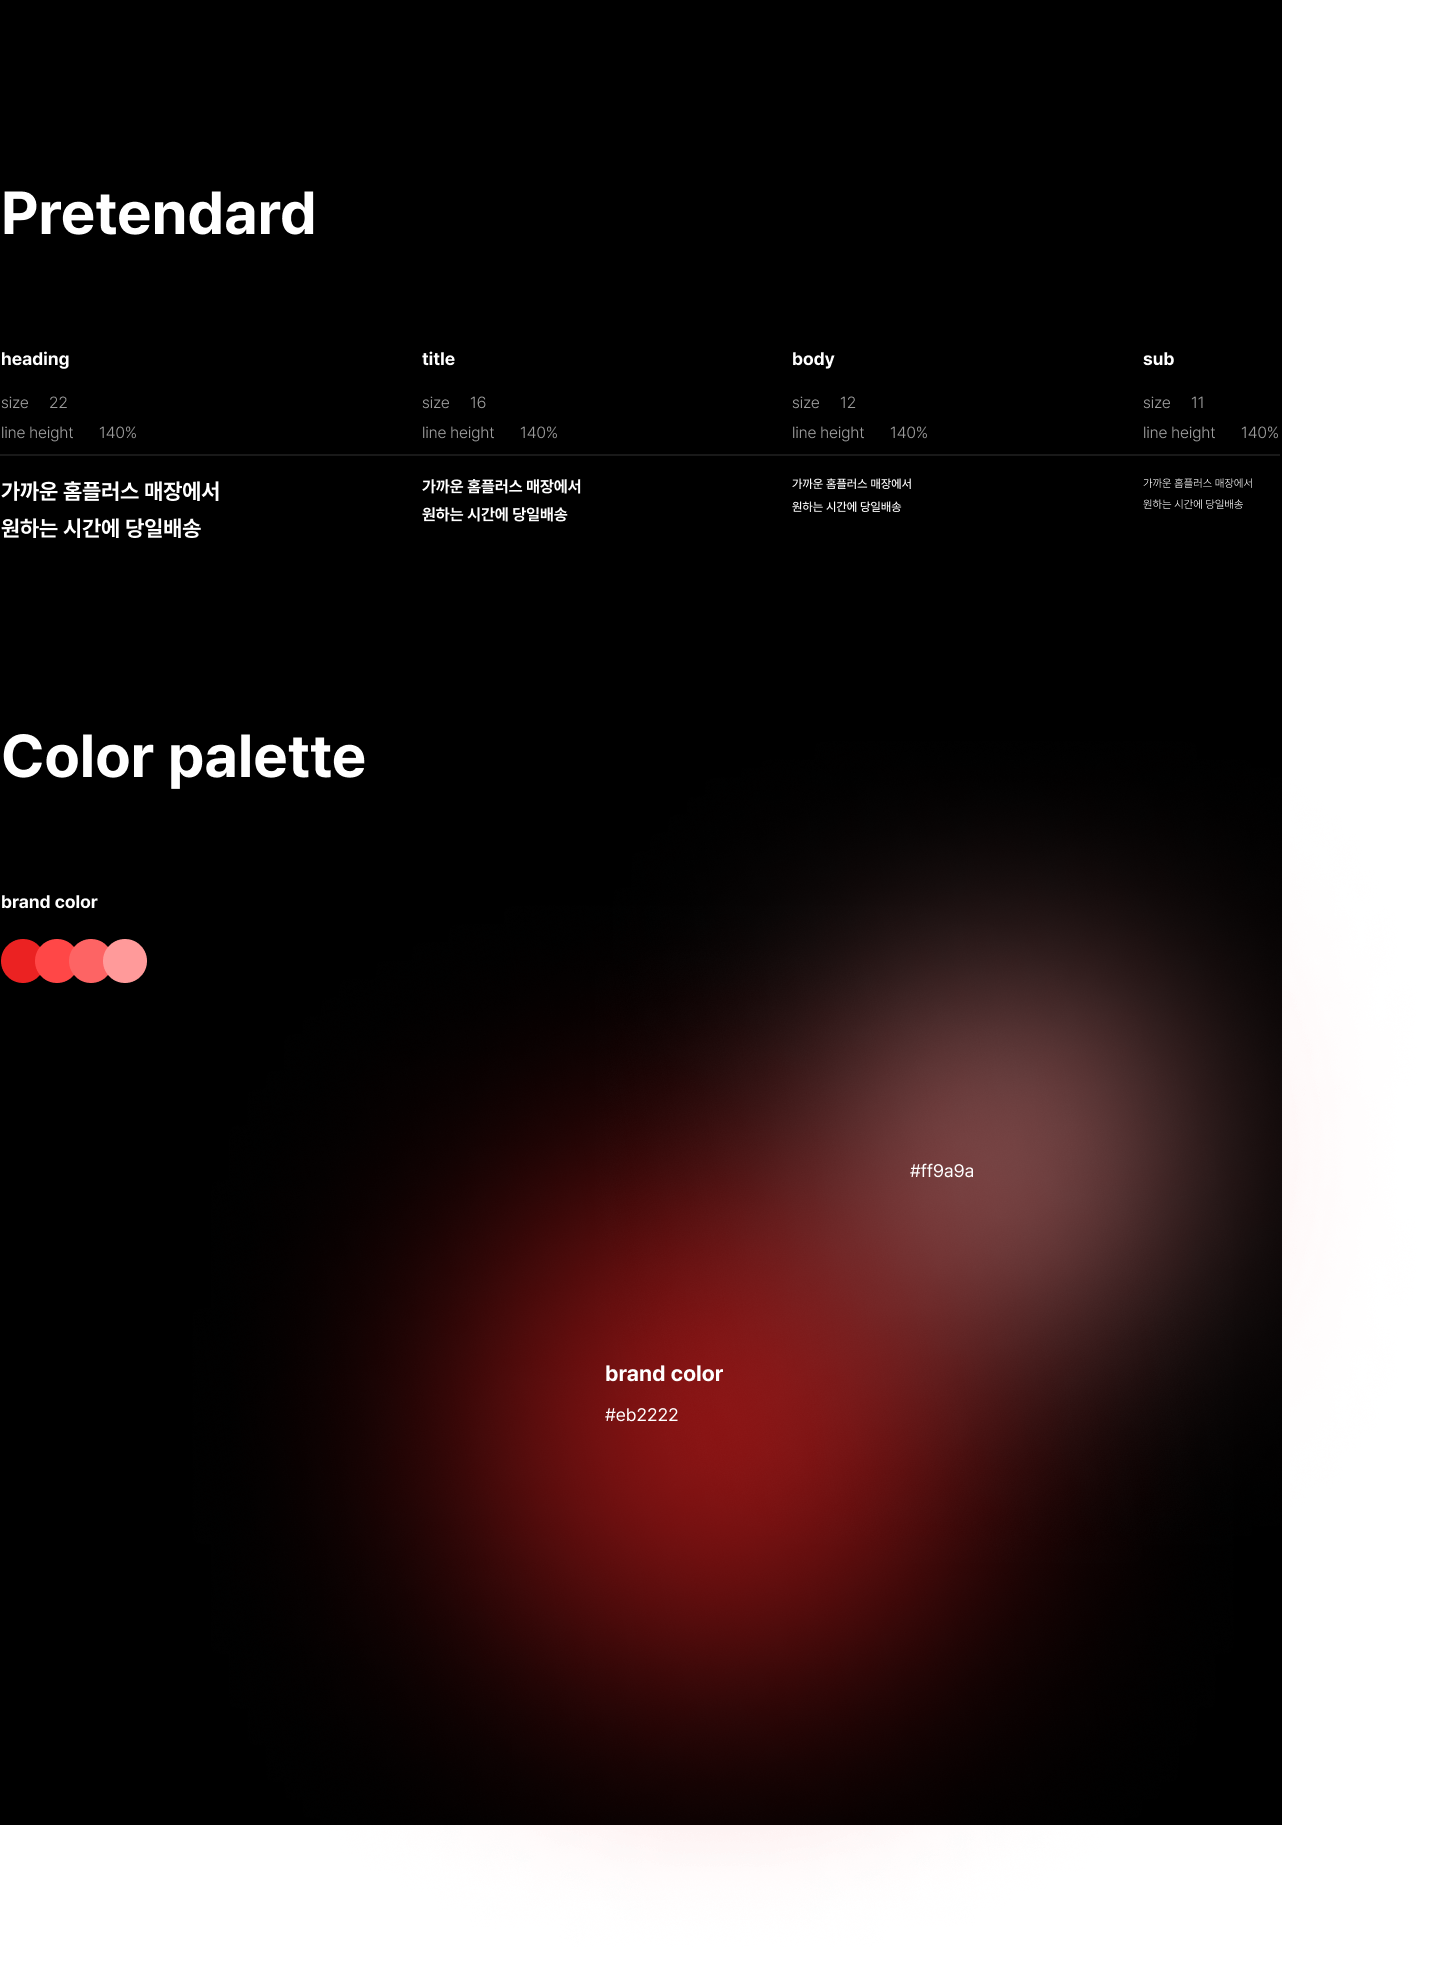 Pretendard
heading
size 22
line height 140%
가까운 홈플러스 매장에서
원하는 시간에 당일배송
title
size 16
line height 140%
가까운 홈플러스 매장에서
원하는 시간에 당일배송
body
size 12
line height 140%
가까운 홈플러스 매장에서
원하는 시간에 당일배송
sub
size 11
line height 140%
가까운 홈플러스 매장에서
원하는 시간에 당일배송
Color palette
brand color
#ff9a9a
brand color
#eb2222